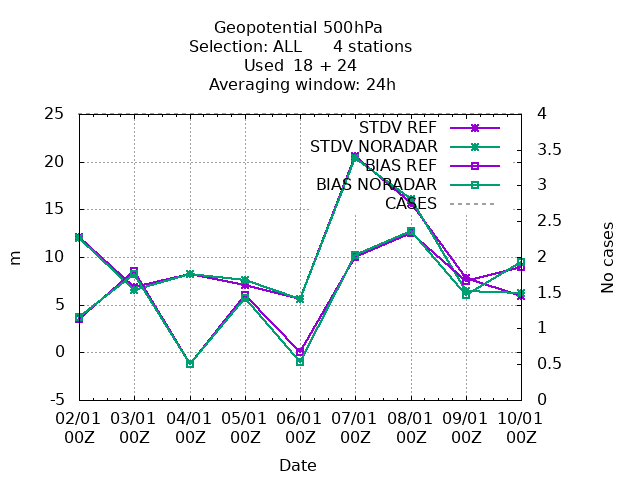 Geopotential 500hPa
Selection: ALL 4 stations
Used 18 + 24
Averaging window: 24h
25
20
15
10
5
0
-5
m
4
3.5
3
2.5
2
1.5
1
0.5
0
No cases
STDV REF
STDV NORADAR
BIAS REF
BIAS NORADAR
CASES
02/01 03/01 04/01 05/01 06/01 07/01 08/01 09/01 10/01
00Z 00Z 00Z 00Z 00Z 00Z 00Z 00Z 00Z
Date